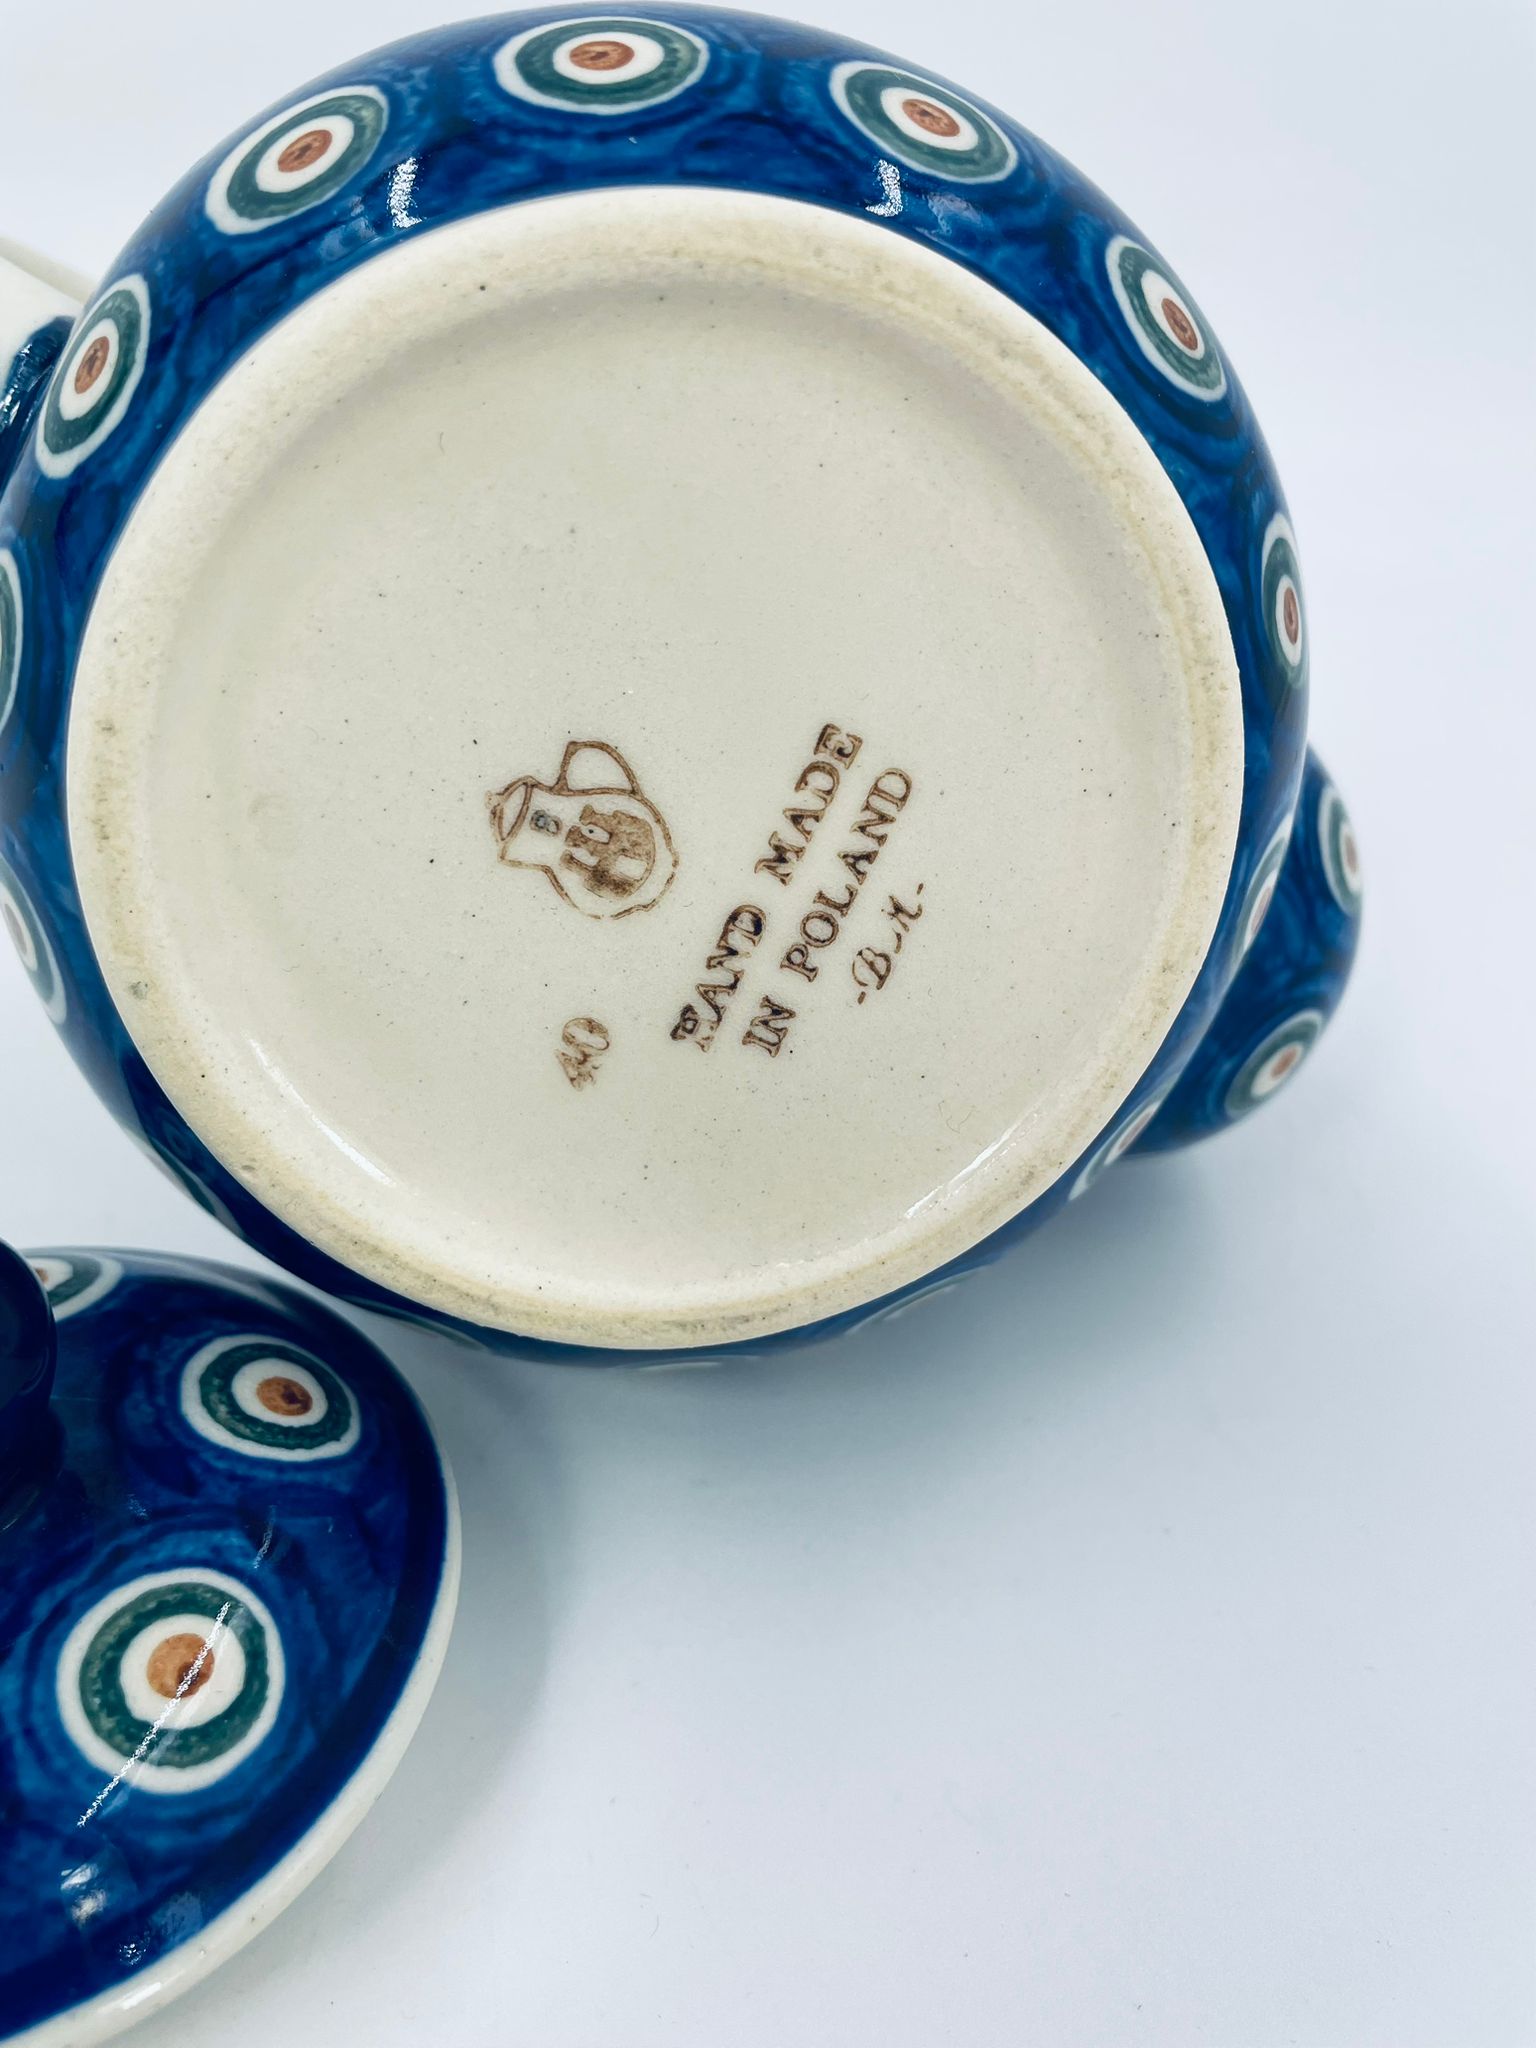 B
40
HAND MADE
IN POLAND
-B.M-